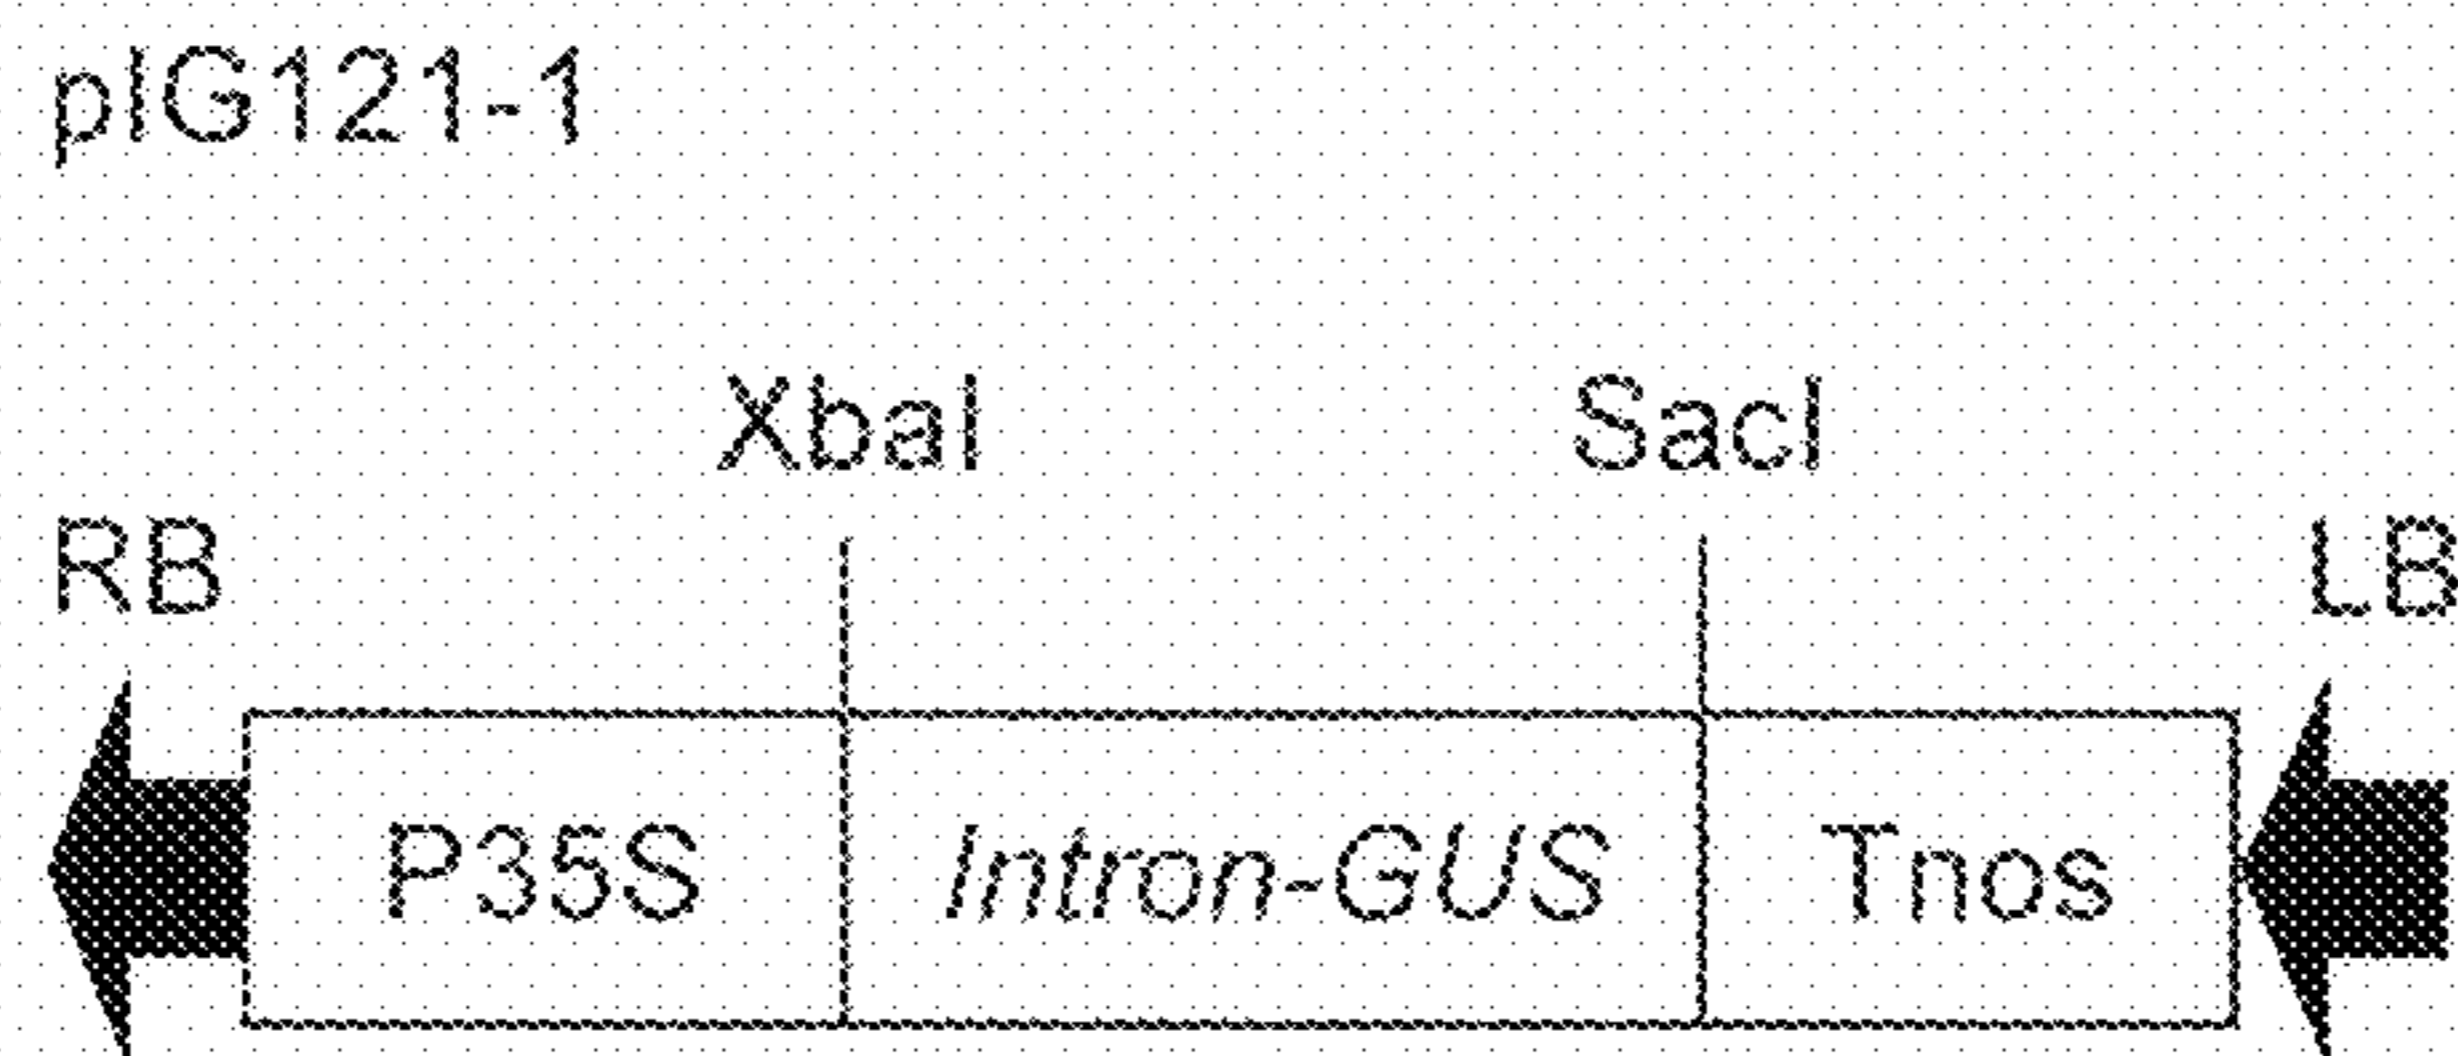 pIG121-1
XbaI SacI
RB LB
P35S Intron-GUS Tnos